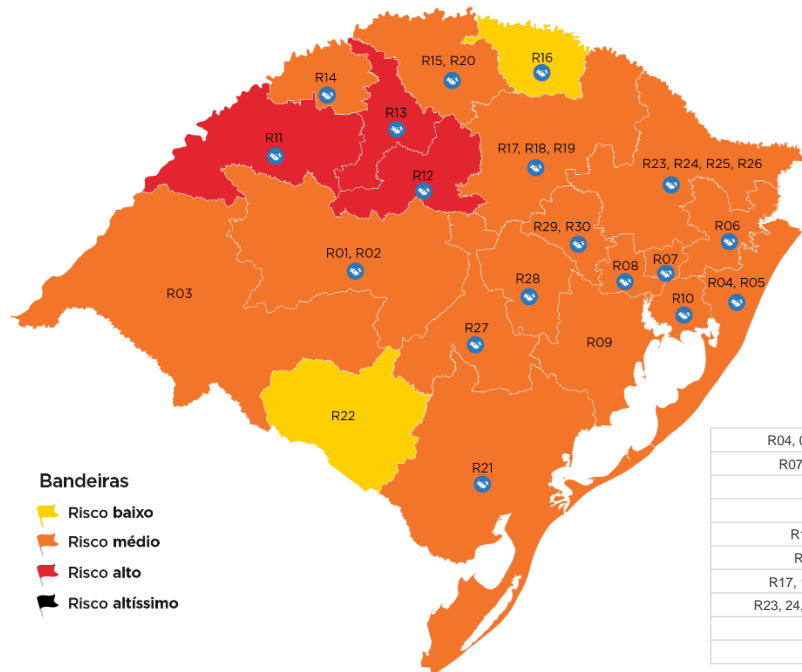 R16
R15, R20
R14
R13
R11
R17, R18, R19
R23, R24, R25, R26
R12
R29, R30
R06
R01, R02
R08
R07
R28
R04, R05
R03
R10
R27
R09
R22
R21
Bandeiras
Risco baixo
Risco médio
Risco alto
Risco altíssimo
R04, 0
R07
R1
R
R17,
R23, 24,